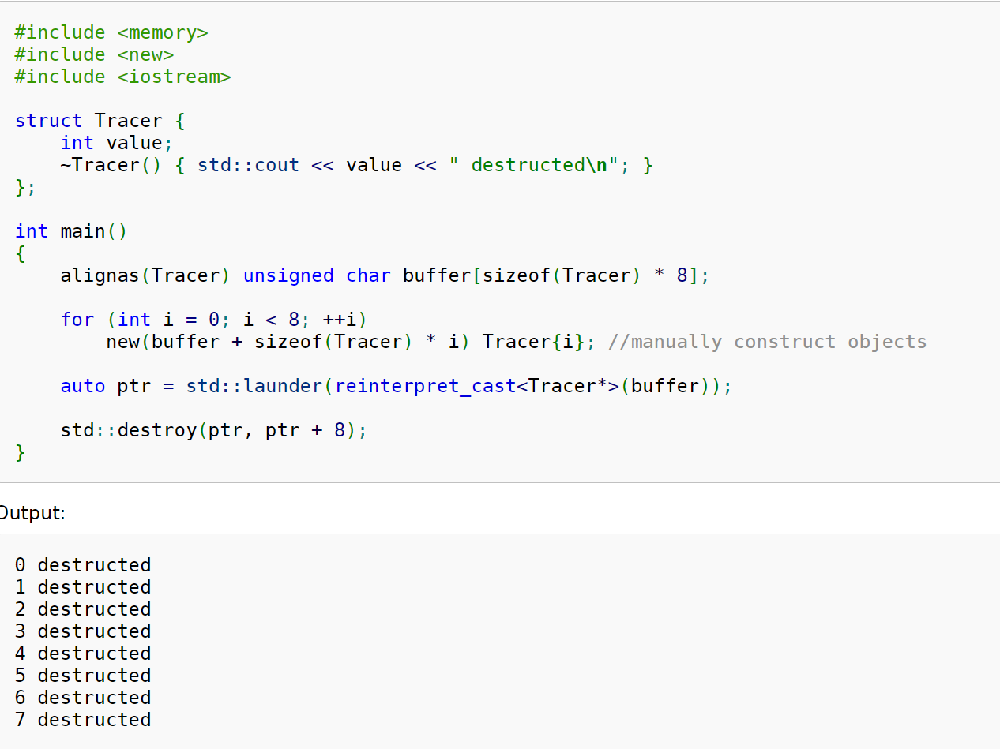 #include <memory>
#include <new>
#include <iostream>

struct Tracer {
    int value;
    ~Tracer() { std::cout << value << " destructed\n"; }
};

int main()
{
    alignas(Tracer) unsigned char buffer[sizeof(Tracer) * 8];

    for (int i = 0; i < 8; ++i)
        new(buffer + sizeof(Tracer) * i) Tracer{i}; //manually construct objects

    auto ptr = std::launder(reinterpret_cast<Tracer*>(buffer));

    std::destroy(ptr, ptr + 8);
}

Output:

0 destructed
1 destructed
2 destructed
3 destructed
4 destructed
5 destructed
6 destructed
7 destructed